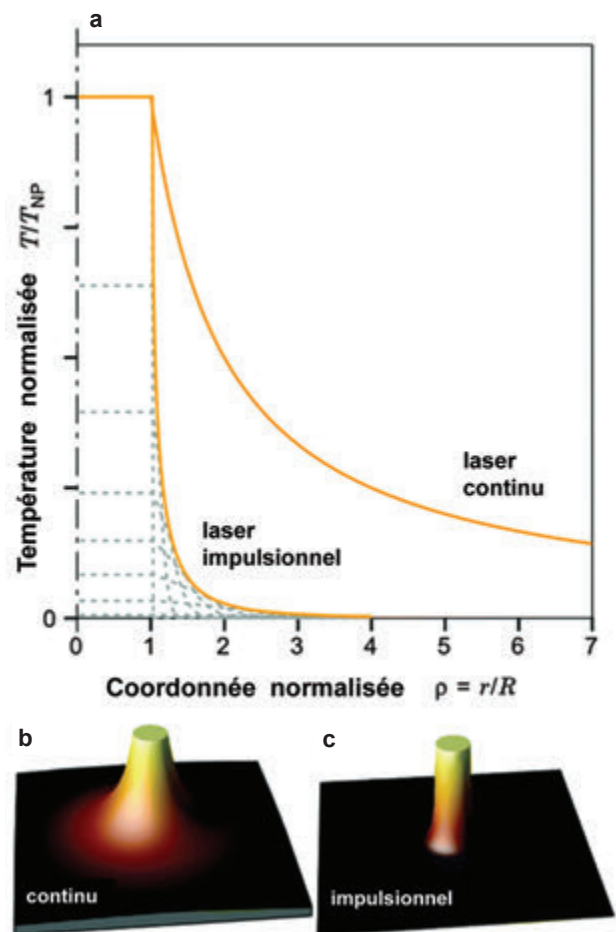 a
1
Température normalisée T/T_NP
laser
continu
laser
impulsionnel
0
0 1 2 3 4 5 6 7
Coordonnée normalisée ρ = r/R
b
c
continu
impulsionnel